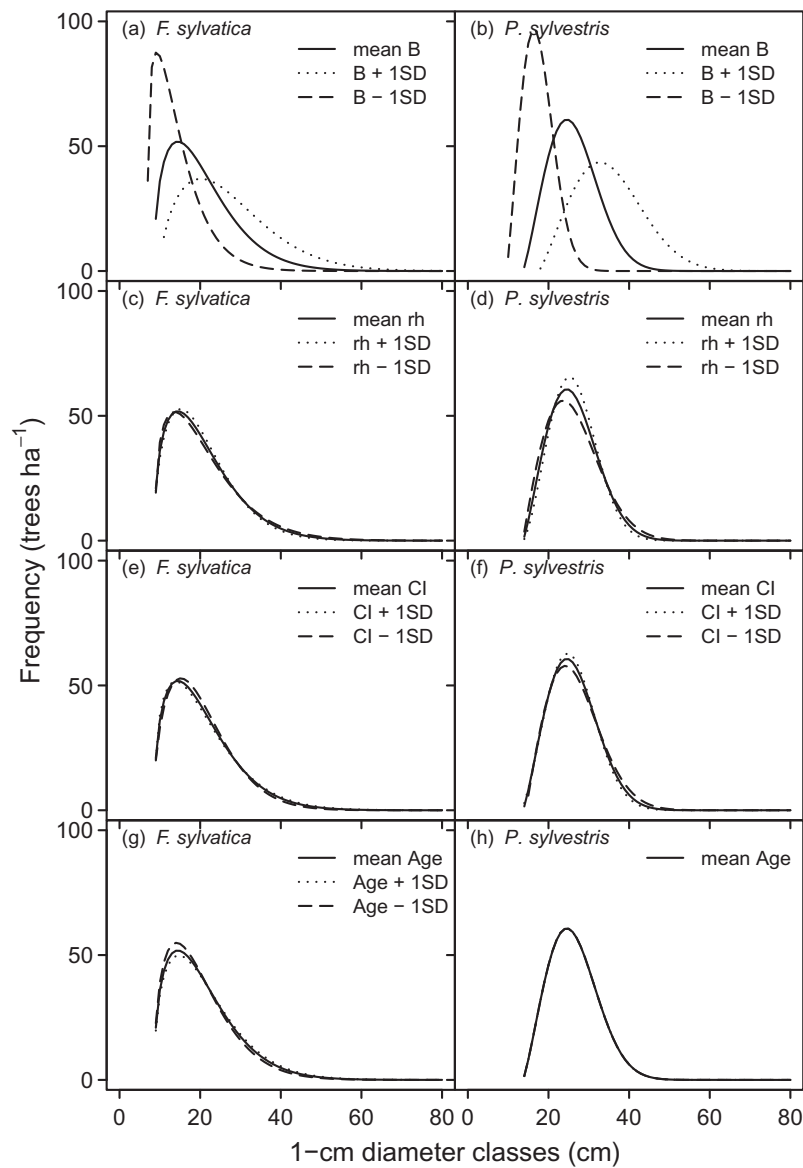 100
(a) F. sylvatica
mean B
B + 1SD
B − 1SD
50
0
(b) P. sylvestris
mean B
B + 1SD
B − 1SD
100
(c) F. sylvatica
mean rh
rh + 1SD
rh − 1SD
50
0
(d) P. sylvestris
mean rh
rh + 1SD
rh − 1SD
100
(e) F. sylvatica
mean CI
CI + 1SD
CI − 1SD
50
0
(f) P. sylvestris
mean CI
CI + 1SD
CI − 1SD
100
(g) F. sylvatica
mean Age
Age + 1SD
Age − 1SD
50
0
(h) P. sylvestris
mean Age
Frequency (trees ha⁻¹)
0 20 40 60 80 0 20 40 60 80
1−cm diameter classes (cm)